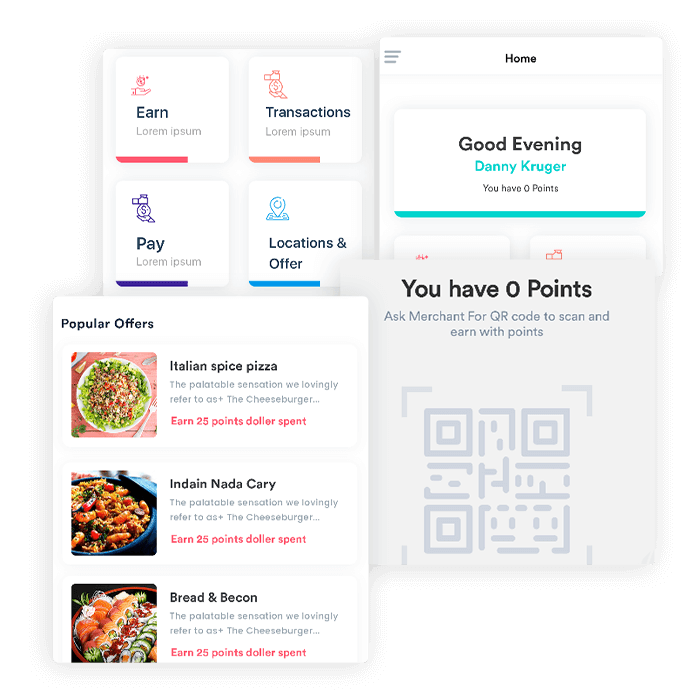 Home
Earn
Lorem ipsum
Transactions
Lorem ipsum
Good Evening
Danny Kruger
You have 0 Points
Pay
Lorem ipsum
Locations &
Offer
You have 0 Points
Ask Merchant For QR code to scan and
earn with points
Popular Offers
Italian spice pizza
The palatable sensation we lovingly
refer to as+ The Cheeseburger...
Earn 25 points doller spent
Indain Nada Cary
The palatable sensation we lovingly
refer to as+ The Cheeseburger...
Earn 25 points doller spent
Bread & Becon
The palatable sensation we lovingly
refer to as+ The Cheeseburger...
Earn 25 points doller spent